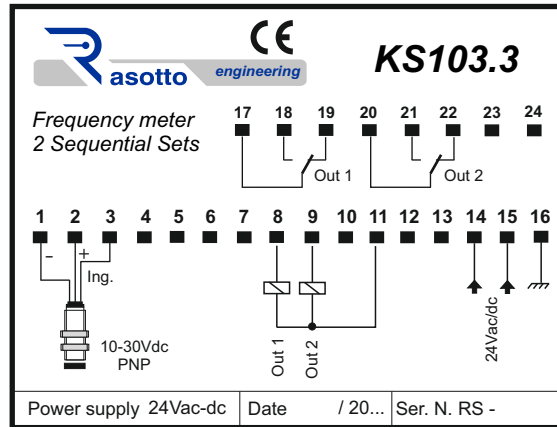 Rasotto
engineering
CE
KS103.3
Frequency meter
2 Sequential Sets
17 18 19 20 21 22 23 24
Out 1
Out 2
1 2 3 4 5 6 7 8 9 10 11 12 13 14 15 16
- +
Ing.
10-30Vdc
PNP
Out 1
Out 2
24Vac/dc
Power supply 24Vac-dc
Date / 20...
Ser. N. RS -